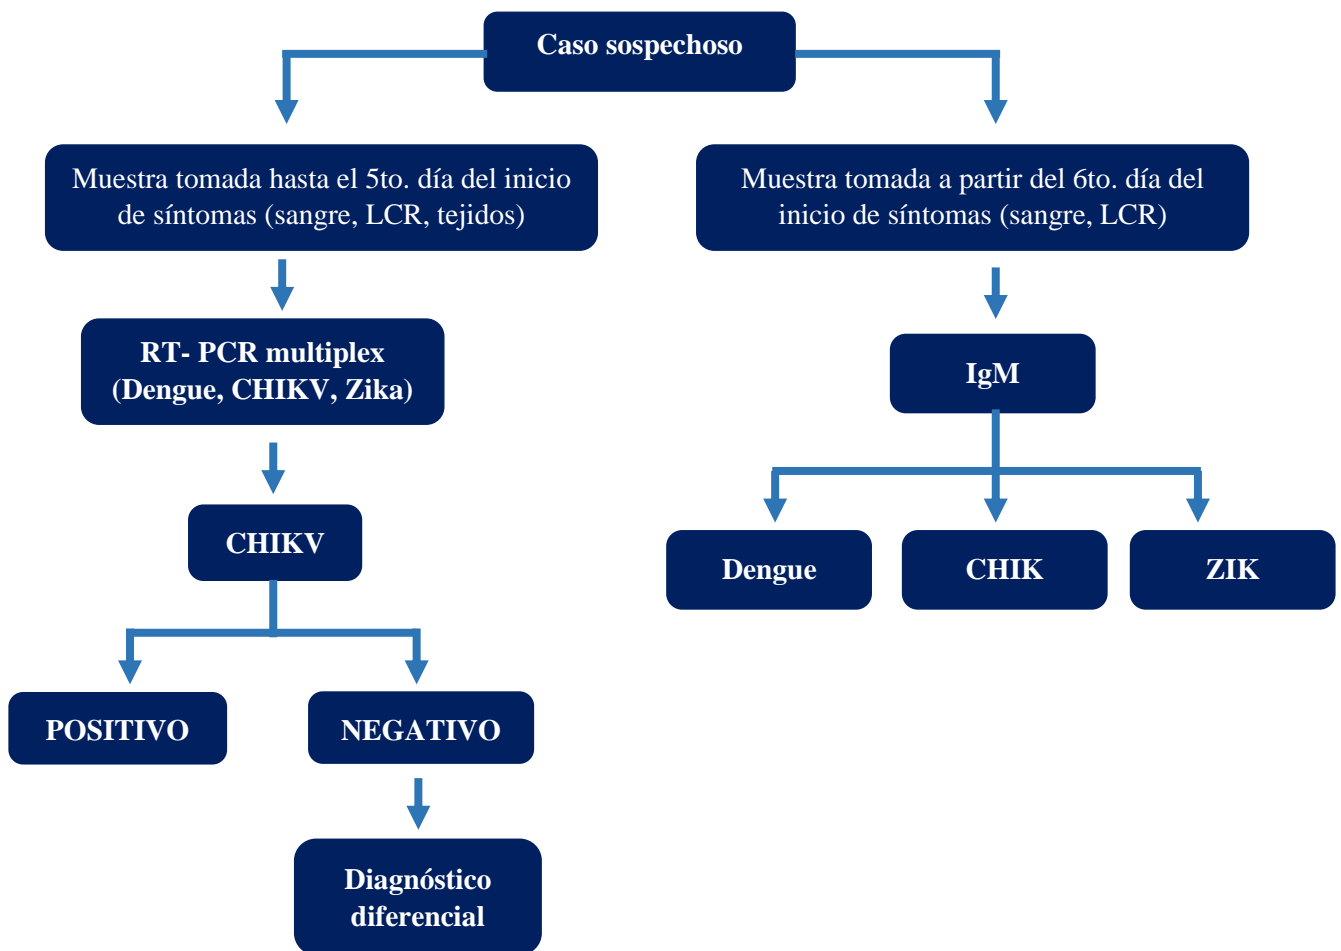 Caso sospechoso
Muestra tomada hasta el 5to. día del inicio
de síntomas (sangre, LCR, tejidos)
Muestra tomada a partir del 6to. día del
inicio de síntomas (sangre, LCR)
RT- PCR multiplex
(Dengue, CHIKV, Zika)
IgM
CHIKV
Dengue
CHIK
ZIK
POSITIVO
NEGATIVO
Diagnóstico
diferencial